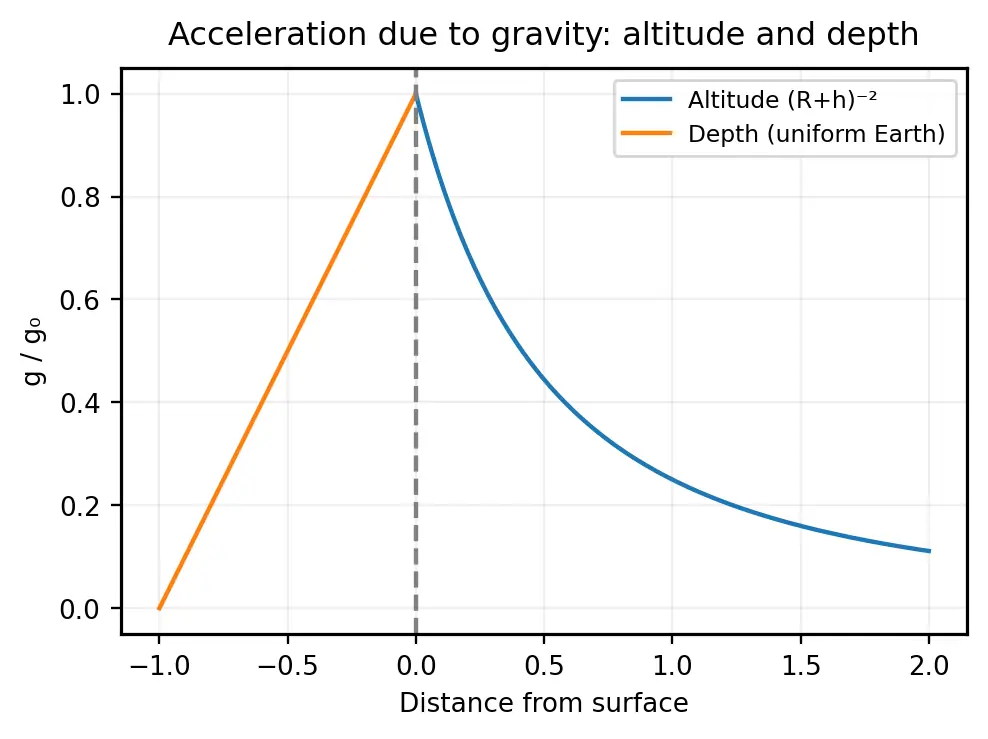 Acceleration due to gravity: altitude and depth
Altitude (R+h)⁻²
Depth (uniform Earth)
g / g₀
1.0
0.8
0.6
0.4
0.2
0.0
−1.0 −0.5 0.0 0.5 1.0 1.5 2.0
Distance from surface